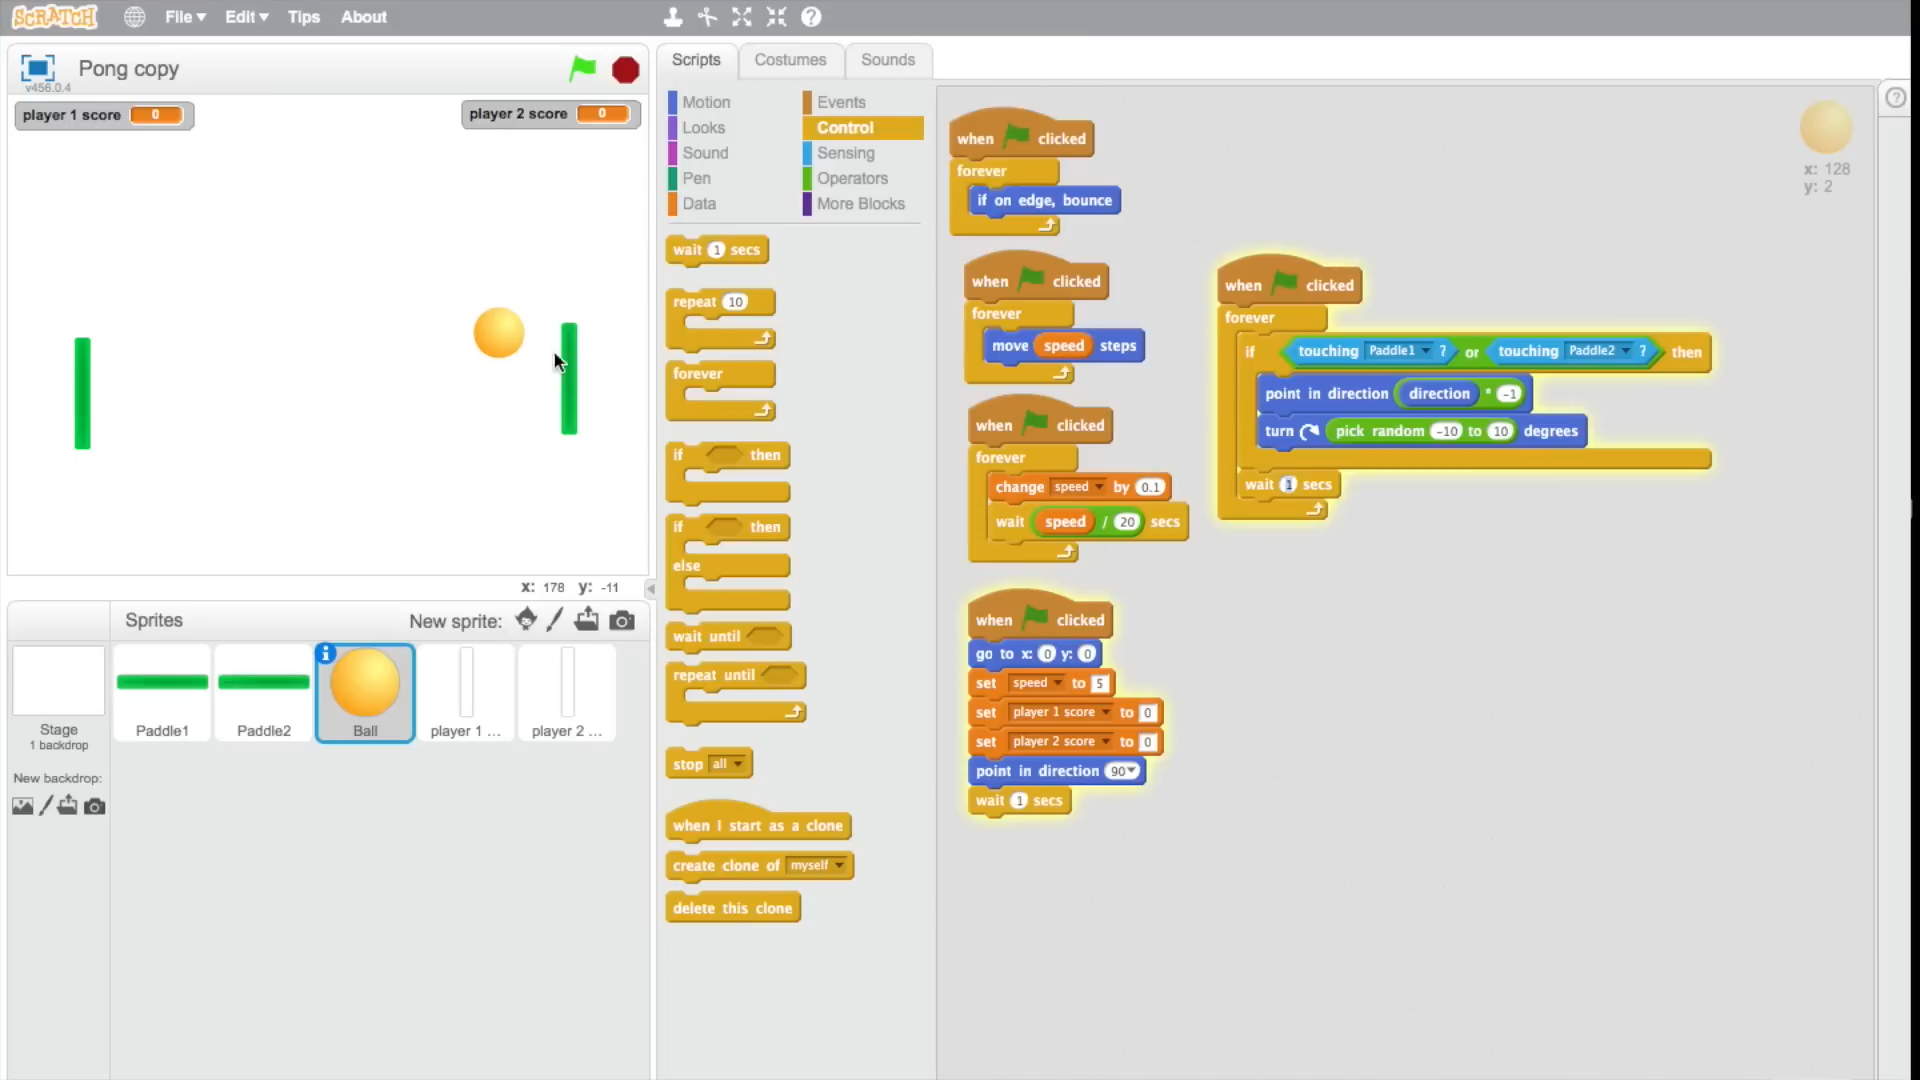 SCRATCH File Edit Tips About
Pong copy
v456.0.4
player 1 score 0
player 2 score 0
x: 178 y: -11
Sprites New sprite:
Stage
1 backdrop
New backdrop:
Paddle1
Paddle2
Ball
player 1 ...
player 2 ...
Scripts Costumes Sounds
Motion
Looks
Sound
Pen
Data
Events
Control
Sensing
Operators
More Blocks
wait 1 secs
repeat 10
forever
if then
if then
else
wait until
repeat until
stop all
when I start as a clone
create clone of myself
delete this clone
when clicked
forever
if on edge, bounce
when clicked
forever
move speed steps
when clicked
forever
change speed by 0.1
wait speed / 20 secs
when clicked
go to x: 0 y: 0
set speed to 5
set player 1 score to 0
set player 2 score to 0
point in direction 90
wait 1 secs
when clicked
forever
if touching Paddle1 ? or touching Paddle2 ? then
point in direction direction * -1
turn pick random -10 to 10 degrees
wait 1 secs
x: 128
y: 2